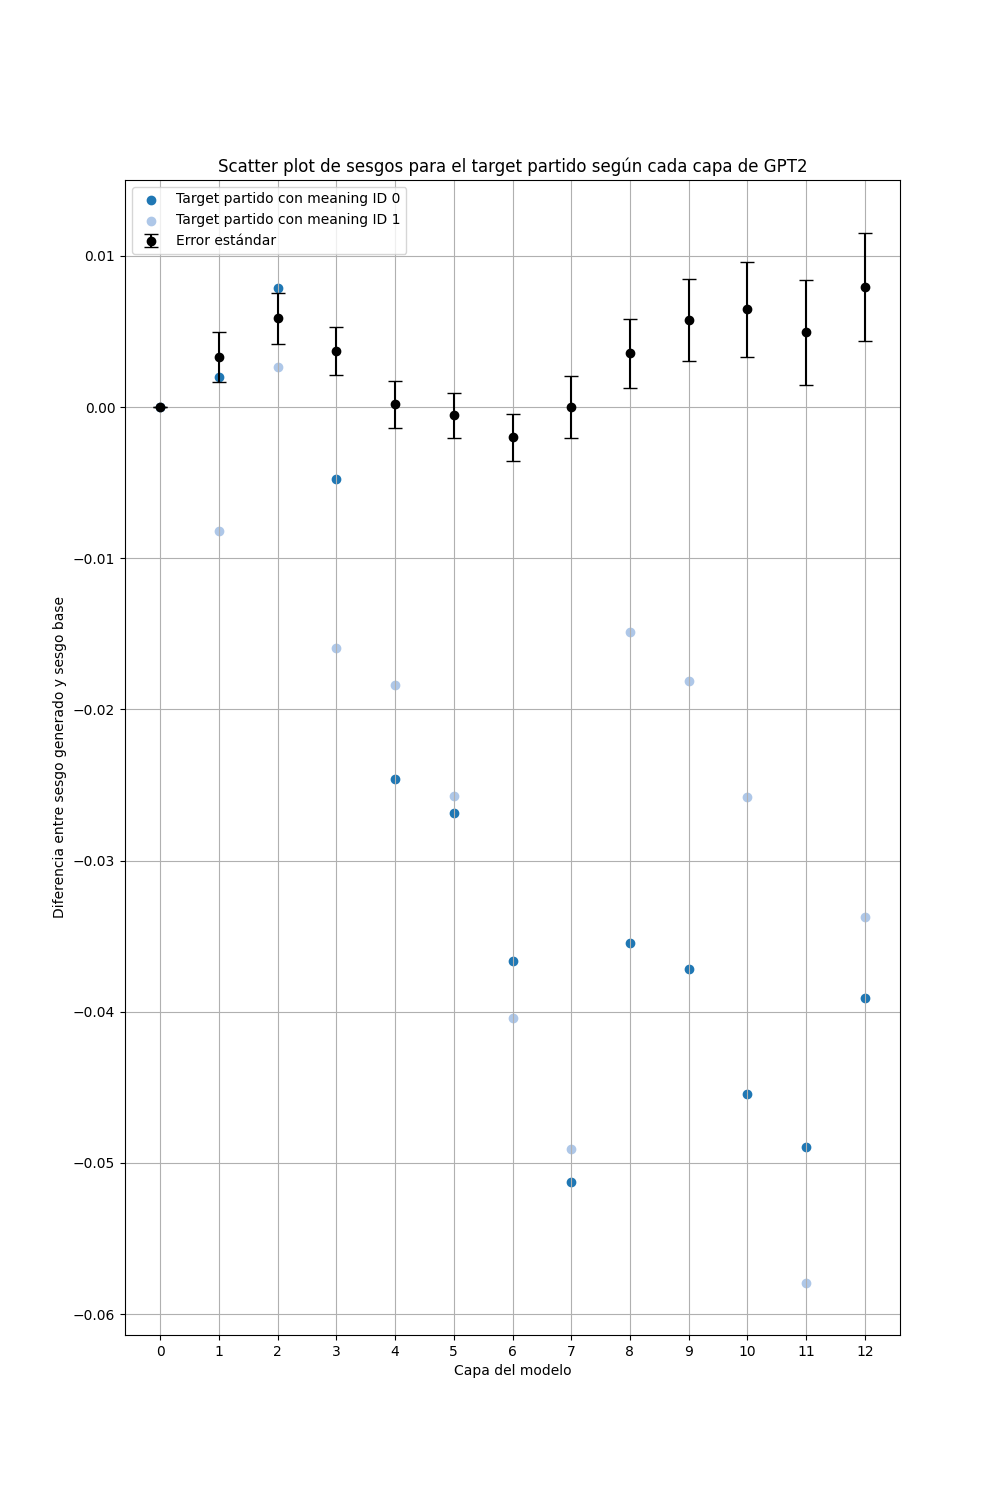 Scatter plot de sesgos para el target partido según cada capa de GPT2
Target partido con meaning ID 0
Target partido con meaning ID 1
Error estándar
0.01
0.00
−0.01
−0.02
−0.03
−0.04
−0.05
−0.06
Diferencia entre sesgo generado y sesgo base
0 1 2 3 4 5 6 7 8 9 10 11 12
Capa del modelo